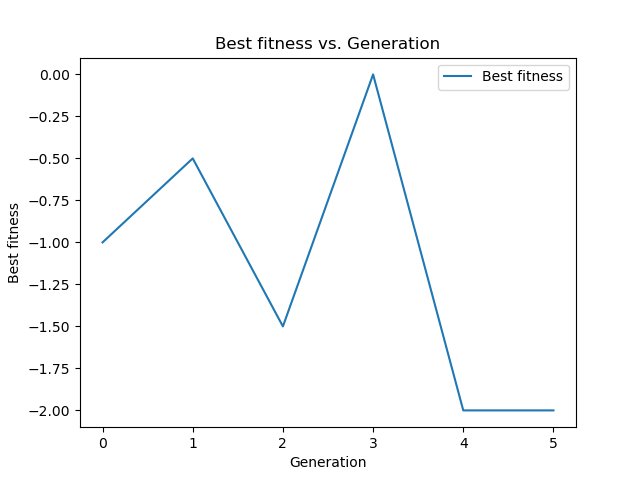 Best fitness vs. Generation
Best fitness
0.00
−0.25
−0.50
−0.75
−1.00
−1.25
−1.50
−1.75
−2.00
Best fitness
0 1 2 3 4 5
Generation